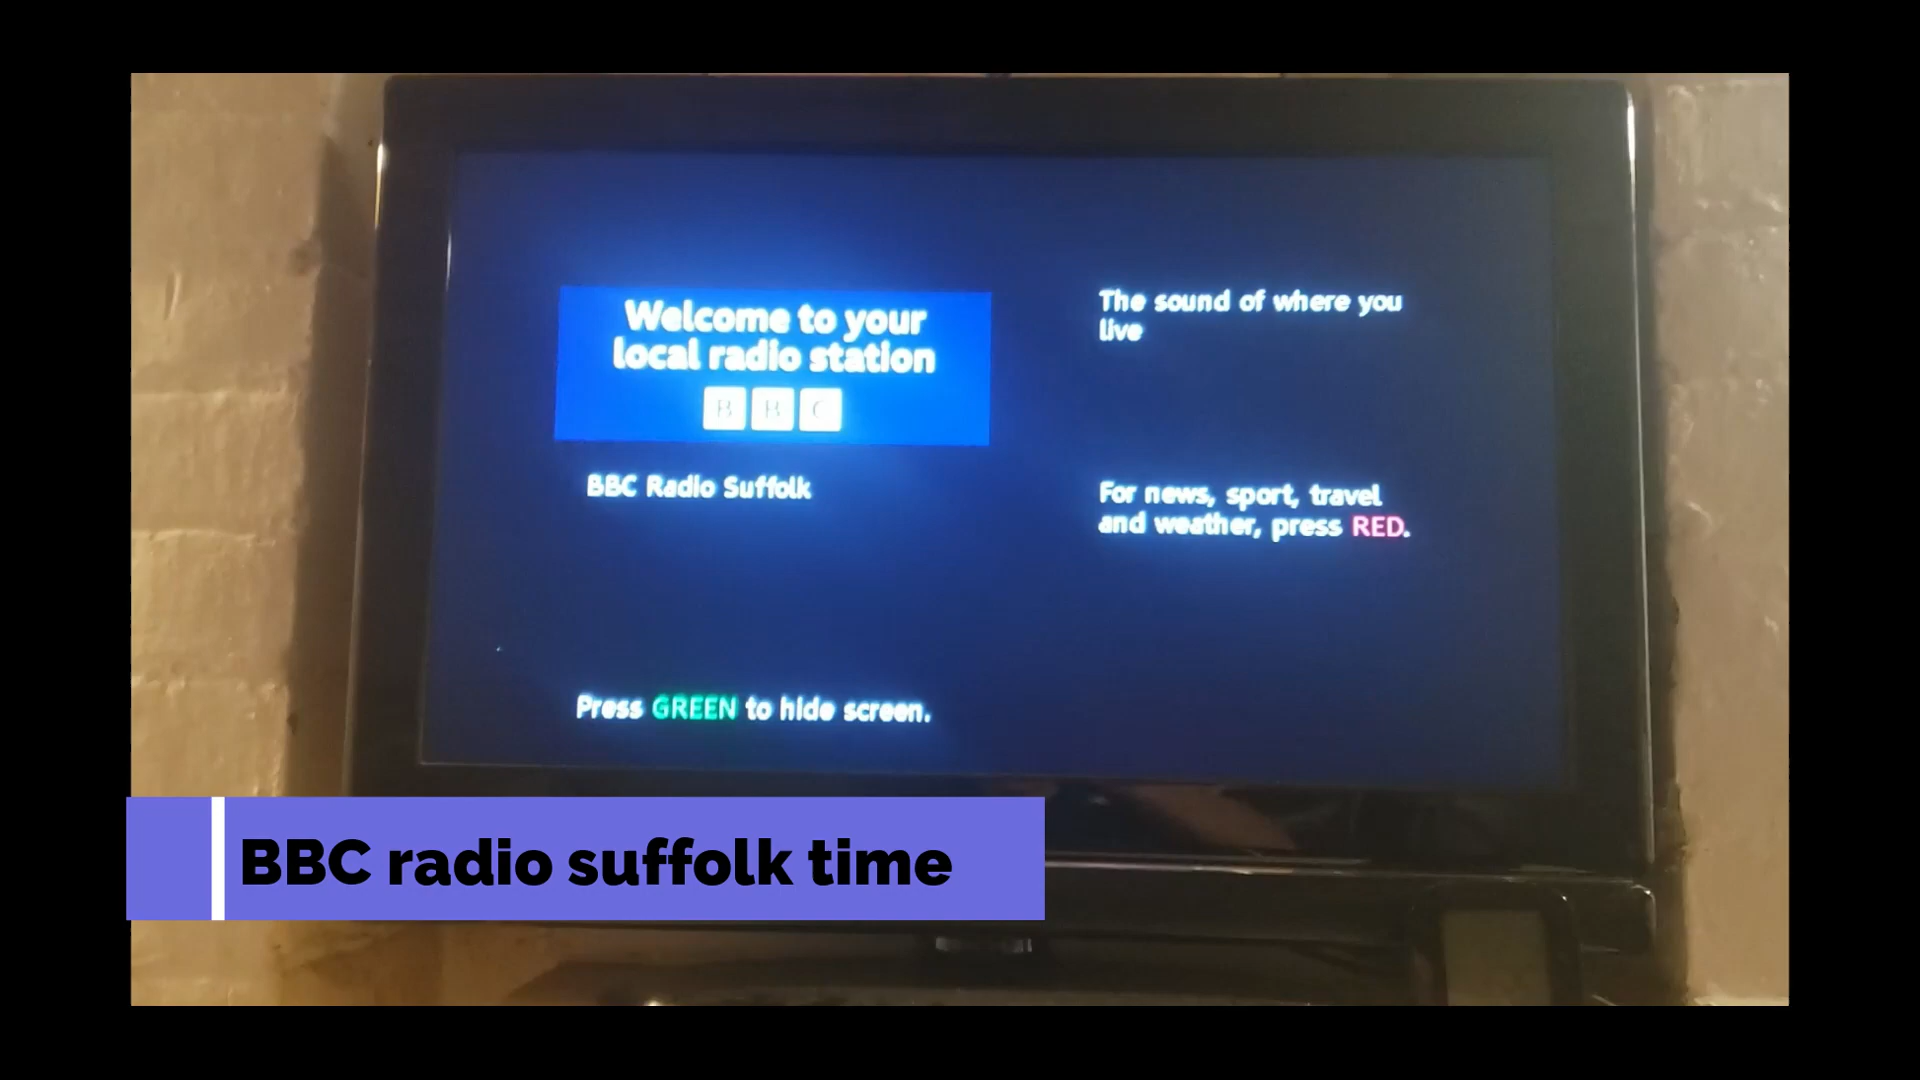 Welcome to your
local radio station
BBC
BBC Radio Suffolk
The sound of where you
live
For news, sport, travel
and weather, press RED.
Press GREEN to hide screen.
BBC radio suffolk time